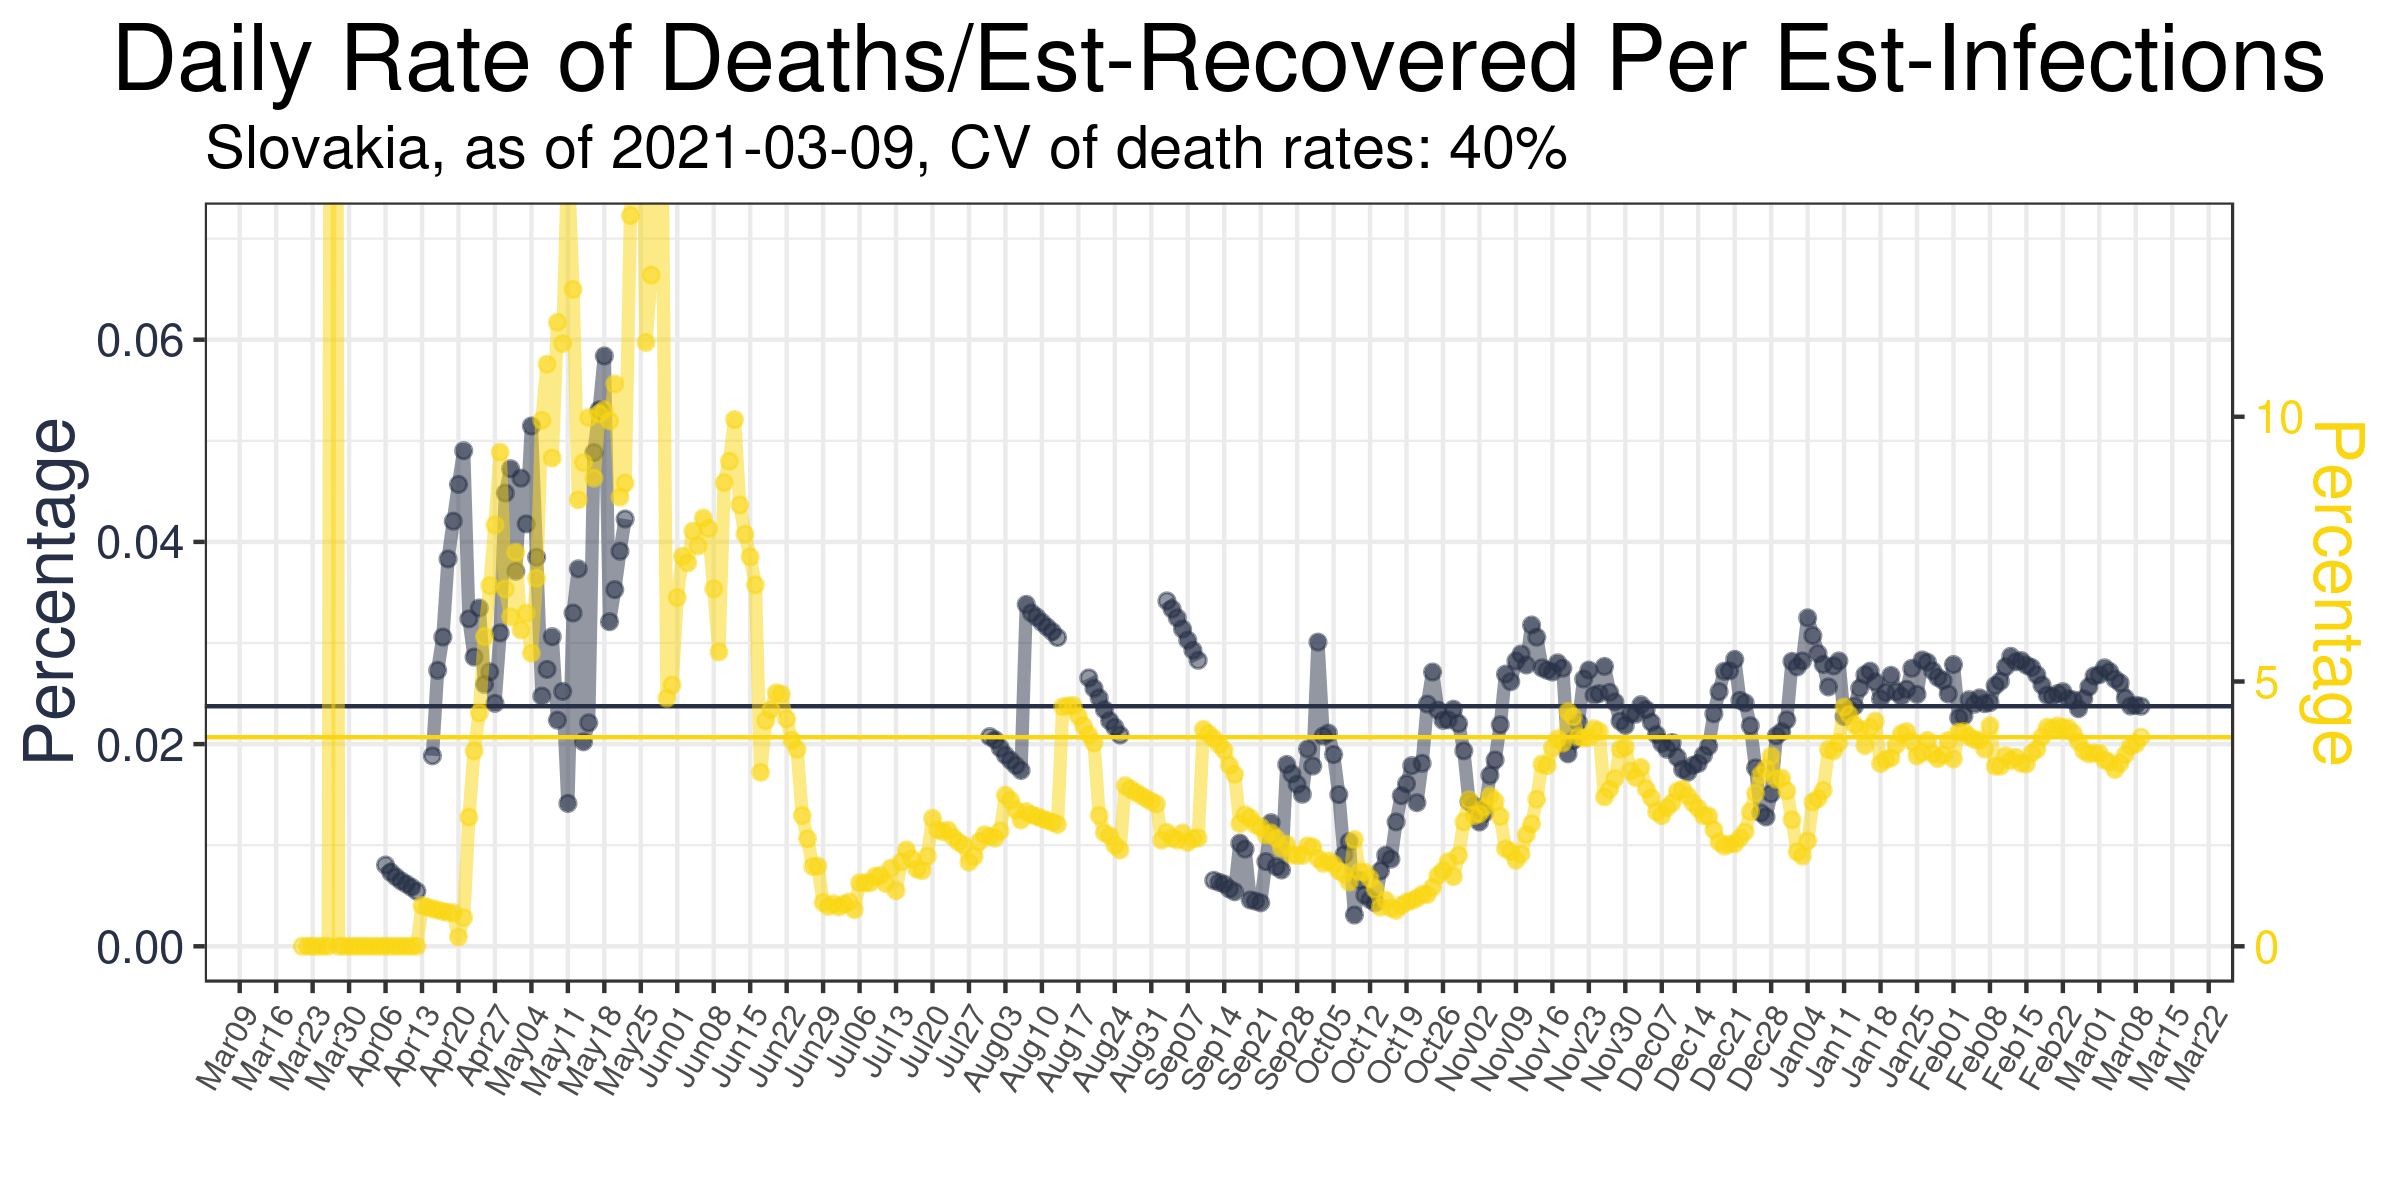 Daily Rate of Deaths/Est-Recovered Per Est-Infections
Slovakia, as of 2021-03-09, CV of death rates: 40%
Percentage
0.06
0.04
0.02
0.00
10
5
0
Percentage
Mar09
Mar16
Mar23
Mar30
Apr06
Apr13
Apr20
Apr27
May04
May11
May18
May25
Jun01
Jun08
Jun15
Jun22
Jun29
Jul06
Jul13
Jul20
Jul27
Aug03
Aug10
Aug17
Aug24
Aug31
Sep07
Sep14
Sep21
Sep28
Oct05
Oct12
Oct19
Oct26
Nov02
Nov09
Nov16
Nov23
Nov30
Dec07
Dec14
Dec21
Dec28
Jan04
Jan11
Jan18
Jan25
Feb01
Feb08
Feb15
Feb22
Mar01
Mar08
Mar15
Mar22